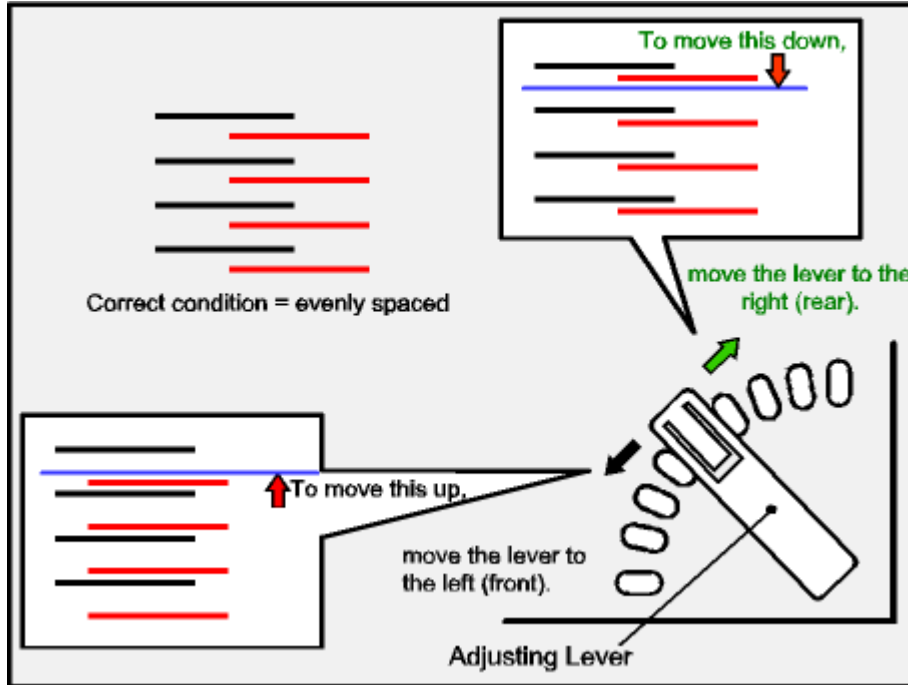 To move this down,
Correct condition = evenly spaced
move the lever to the
right (rear).
To move this up,
move the lever to
the left (front).
Adjusting Lever